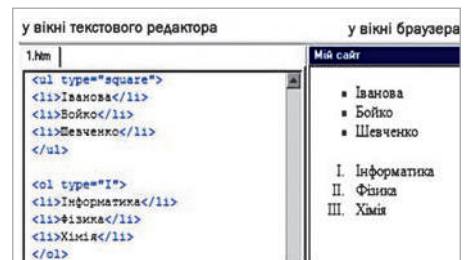 у вікні текстового редактора
у вікні браузера
1.htm
Мій сайт
<ul type="square">
<li>Іванова</li>
<li>Бойко</li>
<li>Шевченко</li>
</ul>
<ol type="I">
<li>Інформатика</li>
<li>Фізика</li>
<li>Хімія</li>
</ol>
▪ Іванова
▪ Бойко
▪ Шевченко
I. Інформатика
II. Фізика
III. Хімія